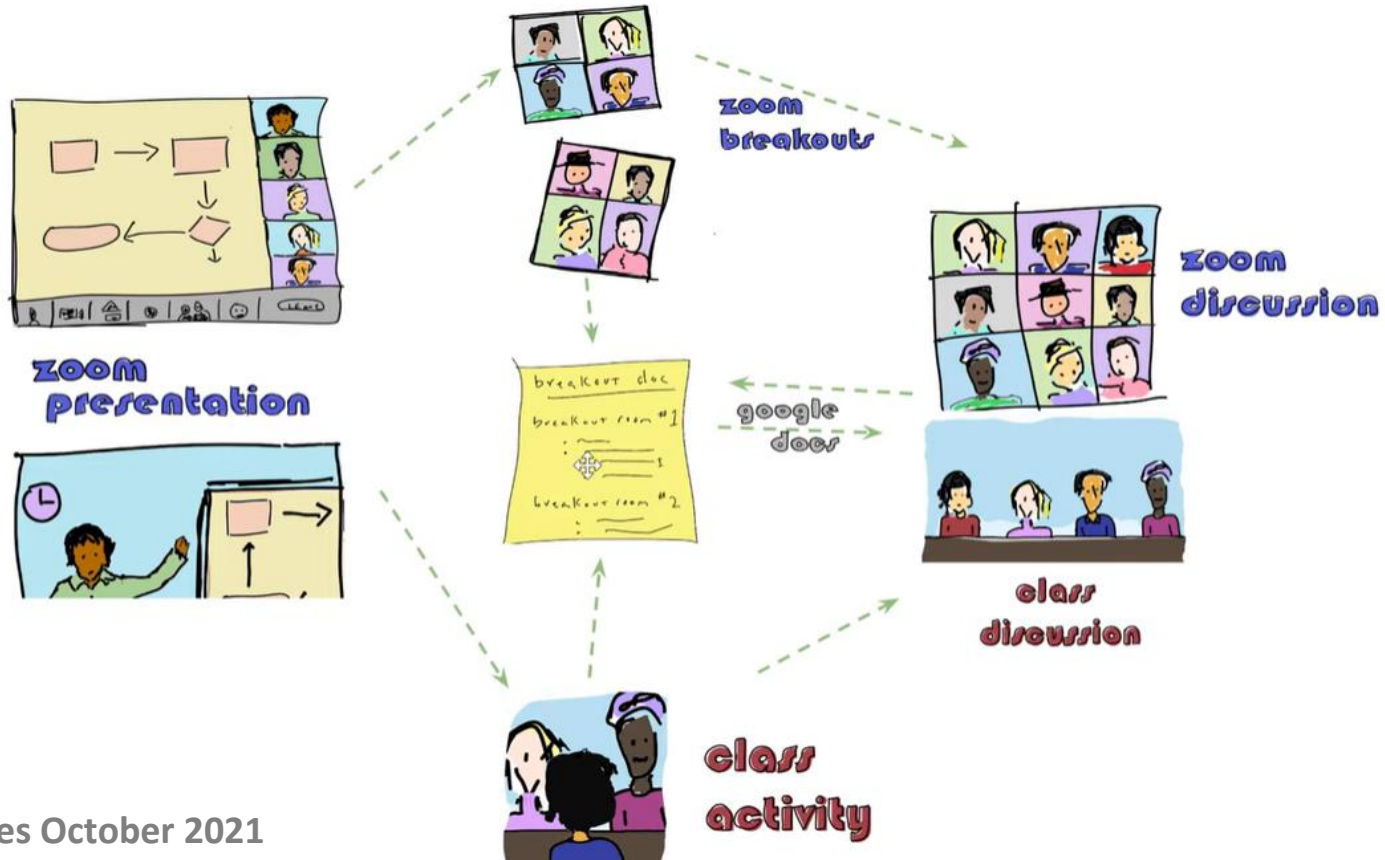 zoom
breakouts
zoom
discussion
zoom
presentation
breakout doc
breakout room #1
breakout room #2
google
docs
class
discussion
class
activity
es October 2021